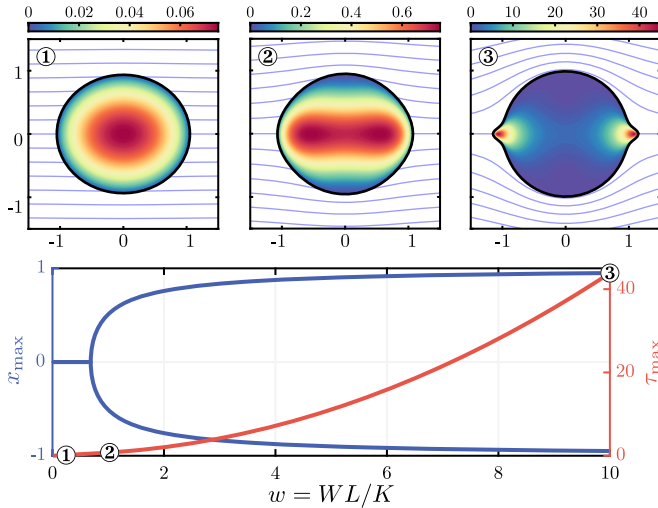 0 0.02 0.04 0.06 0 0.2 0.4 0.6 0 10 20 30 40
① ② ③
1
0
-1
-1 0 1 -1 0 1 -1 0 1
1 ③ 40
x_max 0 20 τ_max
-1 ① ② 0
0 2 4 6 8 10
w = WL/K